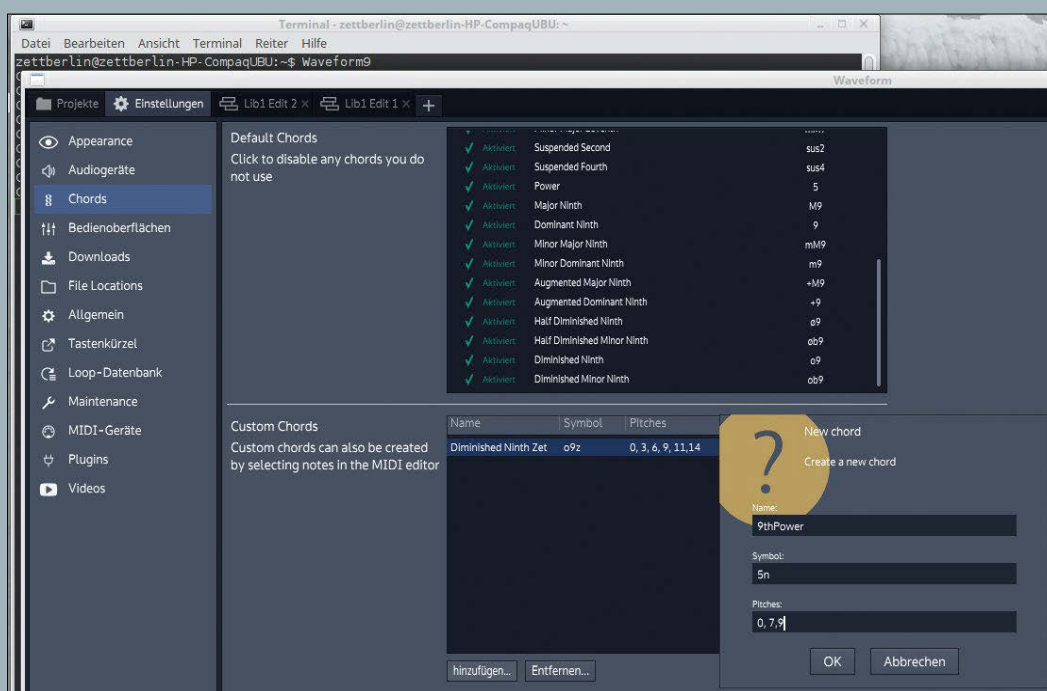 Terminal - zettberlin@zettberlin-HP-CompaqUBU: ~
Datei Bearbeiten Ansicht Terminal Reiter Hilfe
zettberlin@zettberlin-HP-CompaqUBU:~$ Waveform9
Waveform
Projekte Einstellungen Lib1 Edit 2 × Lib1 Edit 1 × +
Appearance
Audiogeräte
Chords
Bedienoberflächen
Downloads
File Locations
Allgemein
Tastenkürzel
Loop-Datenbank
Maintenance
MIDI-Geräte
Plugins
Videos
Default Chords
Click to disable any chords you do
not use
Aktiviert Suspended Second sus2
Aktiviert Suspended Fourth sus4
Aktiviert Power 5
Aktiviert Major Ninth M9
Aktiviert Dominant Ninth 9
Aktiviert Minor Major Ninth mM9
Aktiviert Minor Dominant Ninth m9
Aktiviert Augmented Major Ninth +M9
Aktiviert Augmented Dominant Ninth +9
Aktiviert Half Diminished Ninth ø9
Aktiviert Half Diminished Minor Ninth øb9
Aktiviert Diminished Ninth o9
Aktiviert Diminished Minor Ninth ob9
Custom Chords
Custom chords can also be created
by selecting notes in the MIDI editor
Name Symbol Pitches
Diminished Ninth Zet o9z 0, 3, 6, 9, 11,14
hinzufügen... Entfernen...
?
New chord
Create a new chord
Name:
9thPower
Symbol:
5n
Pitches:
0, 7,9
OK Abbrechen